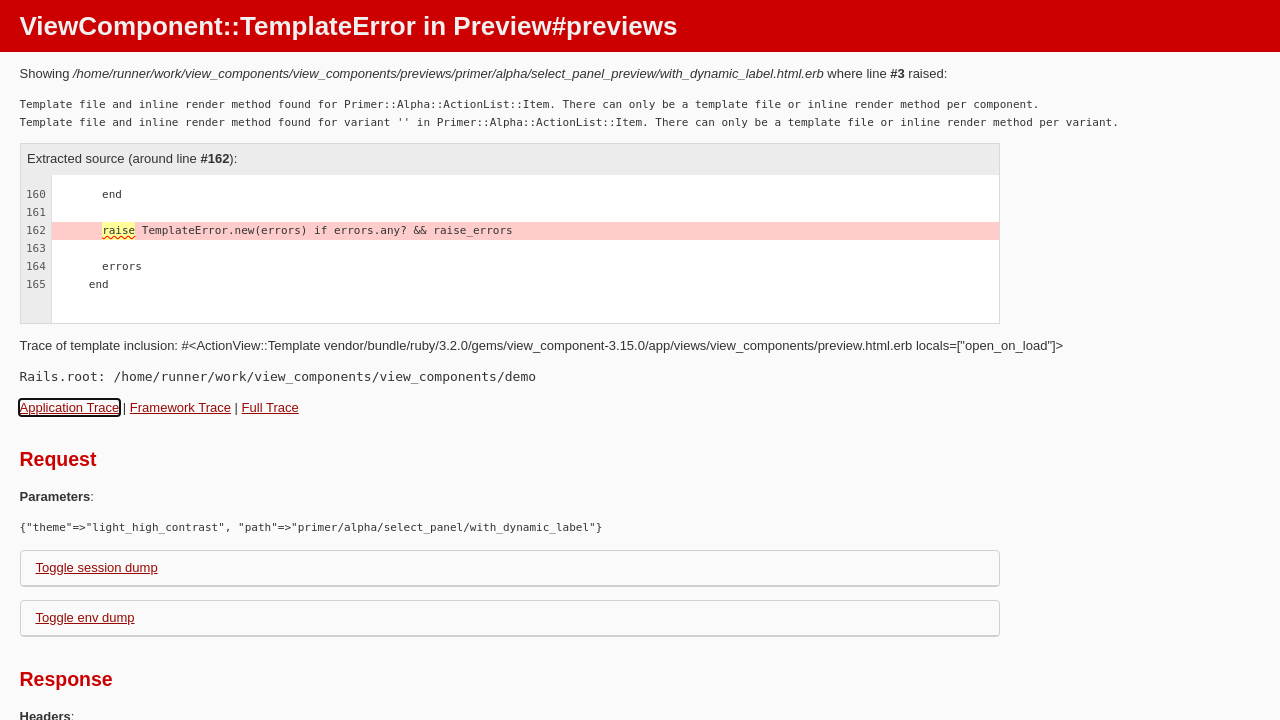 ViewComponent::TemplateError in Preview#previews
Showing /home/runner/work/view_components/view_components/previews/primer/alpha/select_panel_preview/with_dynamic_label.html.erb where line #3 raised:
Template file and inline render method found for Primer::Alpha::ActionList::Item. There can only be a template file or inline render method per component.
Template file and inline render method found for variant '' in Primer::Alpha::ActionList::Item. There can only be a template file or inline render method per variant.
Extracted source (around line #162):
160 end
161
162 raise TemplateError.new(errors) if errors.any? && raise_errors
163
164 errors
165 end
Trace of template inclusion: #<ActionView::Template vendor/bundle/ruby/3.2.0/gems/view_component-3.15.0/app/views/view_components/preview.html.erb locals=["open_on_load"]>
Rails.root: /home/runner/work/view_components/view_components/demo
Application Trace | Framework Trace | Full Trace
Request
Parameters:
{"theme"=>"light_high_contrast", "path"=>"primer/alpha/select_panel/with_dynamic_label"}
Toggle session dump
Toggle env dump
Response
Headers: